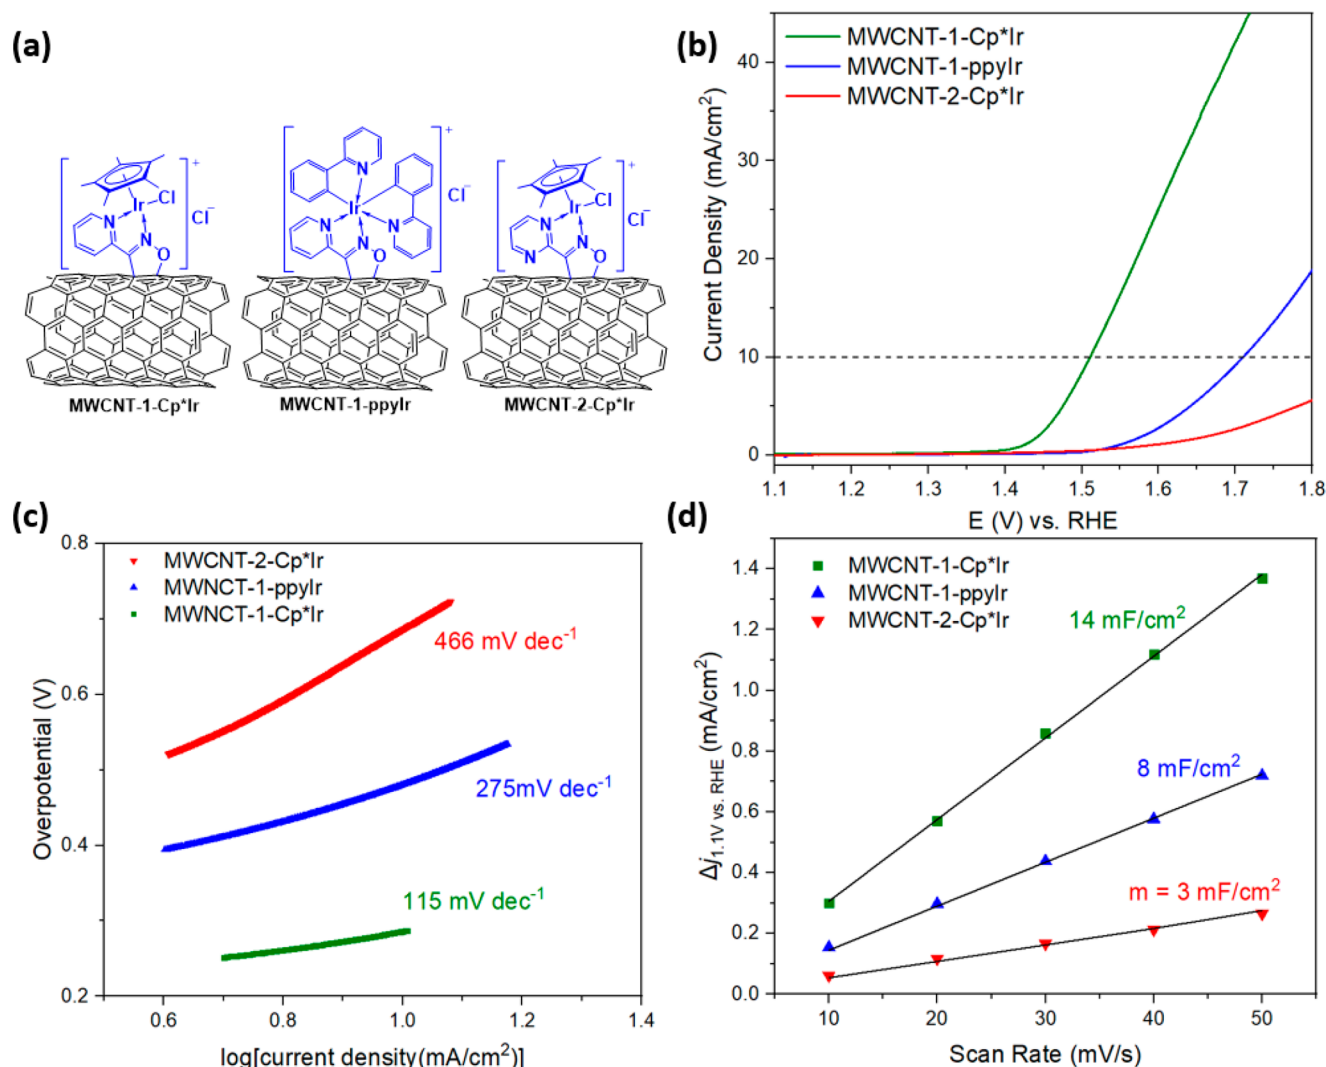 (a)
+
+
+
N
Cl
Ir
Cl⁻
Ir
Cl⁻
Ir
Cl
Cl⁻
N
N
N
N
N
N
N
N
O
O
O
MWCNT-1-Cp*Ir
MWCNT-1-ppyIr
MWCNT-2-Cp*Ir
(b)
MWCNT-1-Cp*Ir
MWCNT-1-ppyIr
MWCNT-2-Cp*Ir
Current Density (mA/cm²)
40
30
20
10
0
1.1 1.2 1.3 1.4 1.5 1.6 1.7 1.8
E (V) vs. RHE
(c)
MWCNT-2-Cp*Ir
MWNCT-1-ppyIr
MWNCT-1-Cp*Ir
466 mV dec⁻¹
275mV dec⁻¹
115 mV dec⁻¹
Overpotential (V)
0.8
0.6
0.4
0.2
0.6 0.8 1.0 1.2 1.4
log[current density(mA/cm²)]
(d)
MWCNT-1-Cp*Ir
MWCNT-1-ppyIr
MWCNT-2-Cp*Ir
14 mF/cm²
8 mF/cm²
m = 3 mF/cm²
Δj1.1V vs. RHE (mA/cm²)
1.4
1.2
1.0
0.8
0.6
0.4
0.2
0.0
10 20 30 40 50
Scan Rate (mV/s)